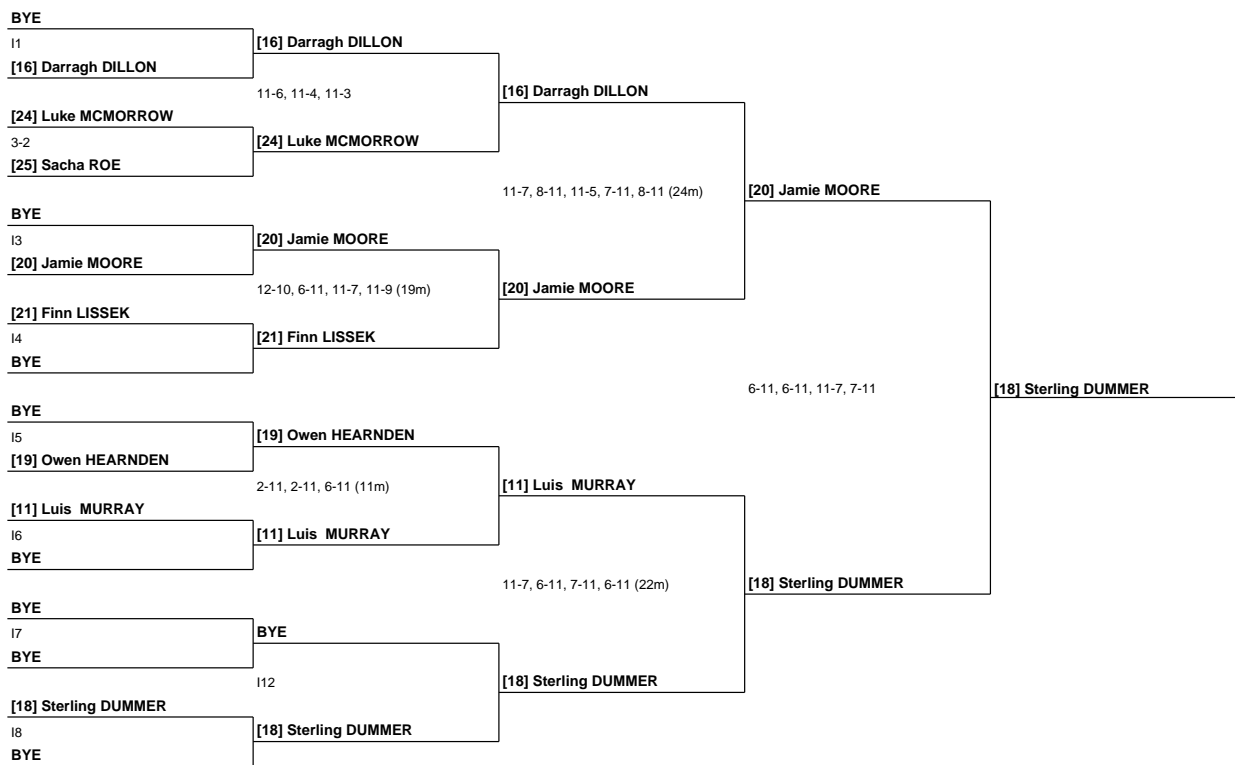 BYE
I1
[16] Darragh DILLON
[24] Luke MCMORROW
3-2
[25] Sacha ROE
BYE
I3
[20] Jamie MOORE
[21] Finn LISSEK
I4
BYE
BYE
I5
[19] Owen HEARNDEN
[11] Luis  MURRAY
I6
BYE
BYE
I7
BYE
[18] Sterling DUMMER
I8
BYE
[16] Darragh DILLON
11-6, 11-4, 11-3
[24] Luke MCMORROW
[20] Jamie MOORE
12-10, 6-11, 11-7, 11-9 (19m)
[21] Finn LISSEK
[19] Owen HEARNDEN
2-11, 2-11, 6-11 (11m)
[11] Luis  MURRAY
BYE
I12
[18] Sterling DUMMER
[16] Darragh DILLON
11-7, 8-11, 11-5, 7-11, 8-11 (24m)
[20] Jamie MOORE
[11] Luis  MURRAY
11-7, 6-11, 7-11, 6-11 (22m)
[18] Sterling DUMMER
[20] Jamie MOORE
6-11, 6-11, 11-7, 7-11
[18] Sterling DUMMER
[18] Sterling DUMMER